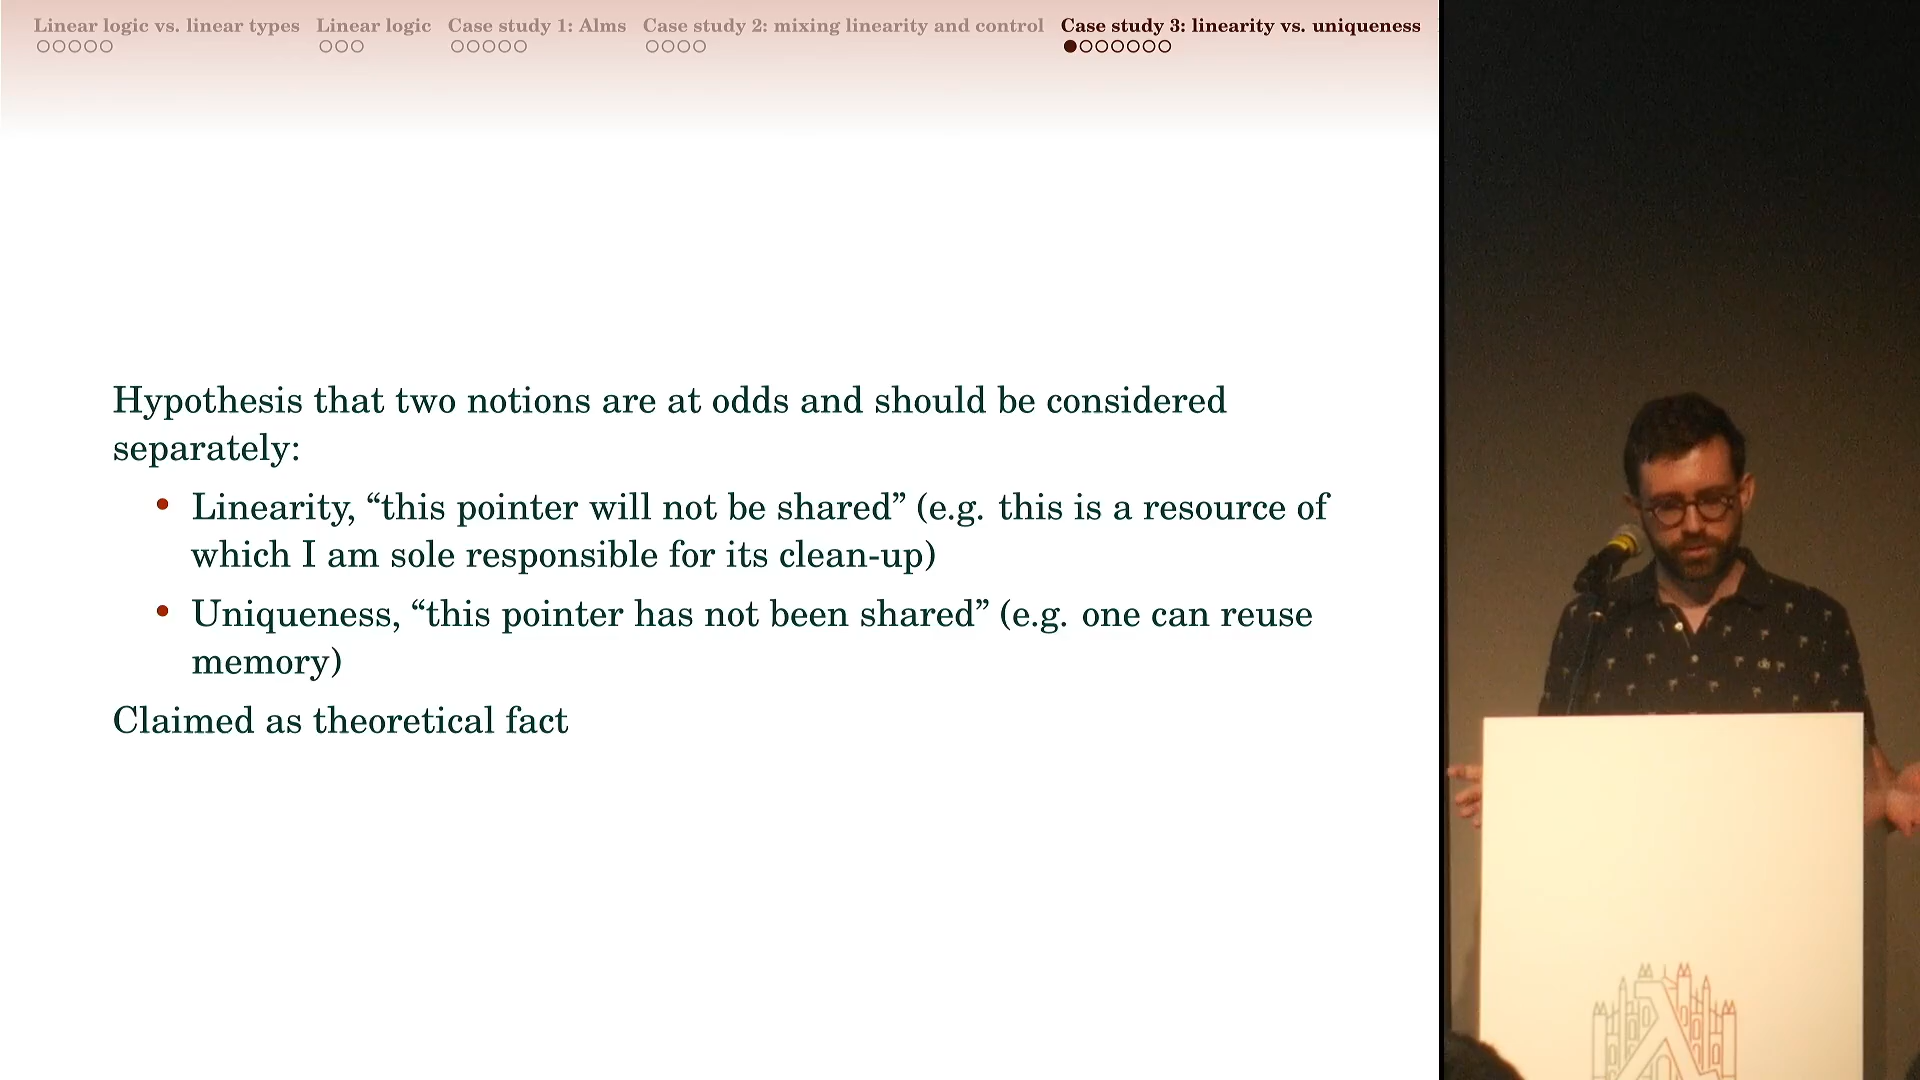 Linear logic vs. linear types Linear logic Case study 1: Alms Case study 2: mixing linearity and control Case study 3: linearity vs. uniqueness
Hypothesis that two notions are at odds and should be considered
separately:
• Linearity, “this pointer will not be shared” (e.g. this is a resource of
which I am sole responsible for its clean-up)
• Uniqueness, “this pointer has not been shared” (e.g. one can reuse
memory)
Claimed as theoretical fact